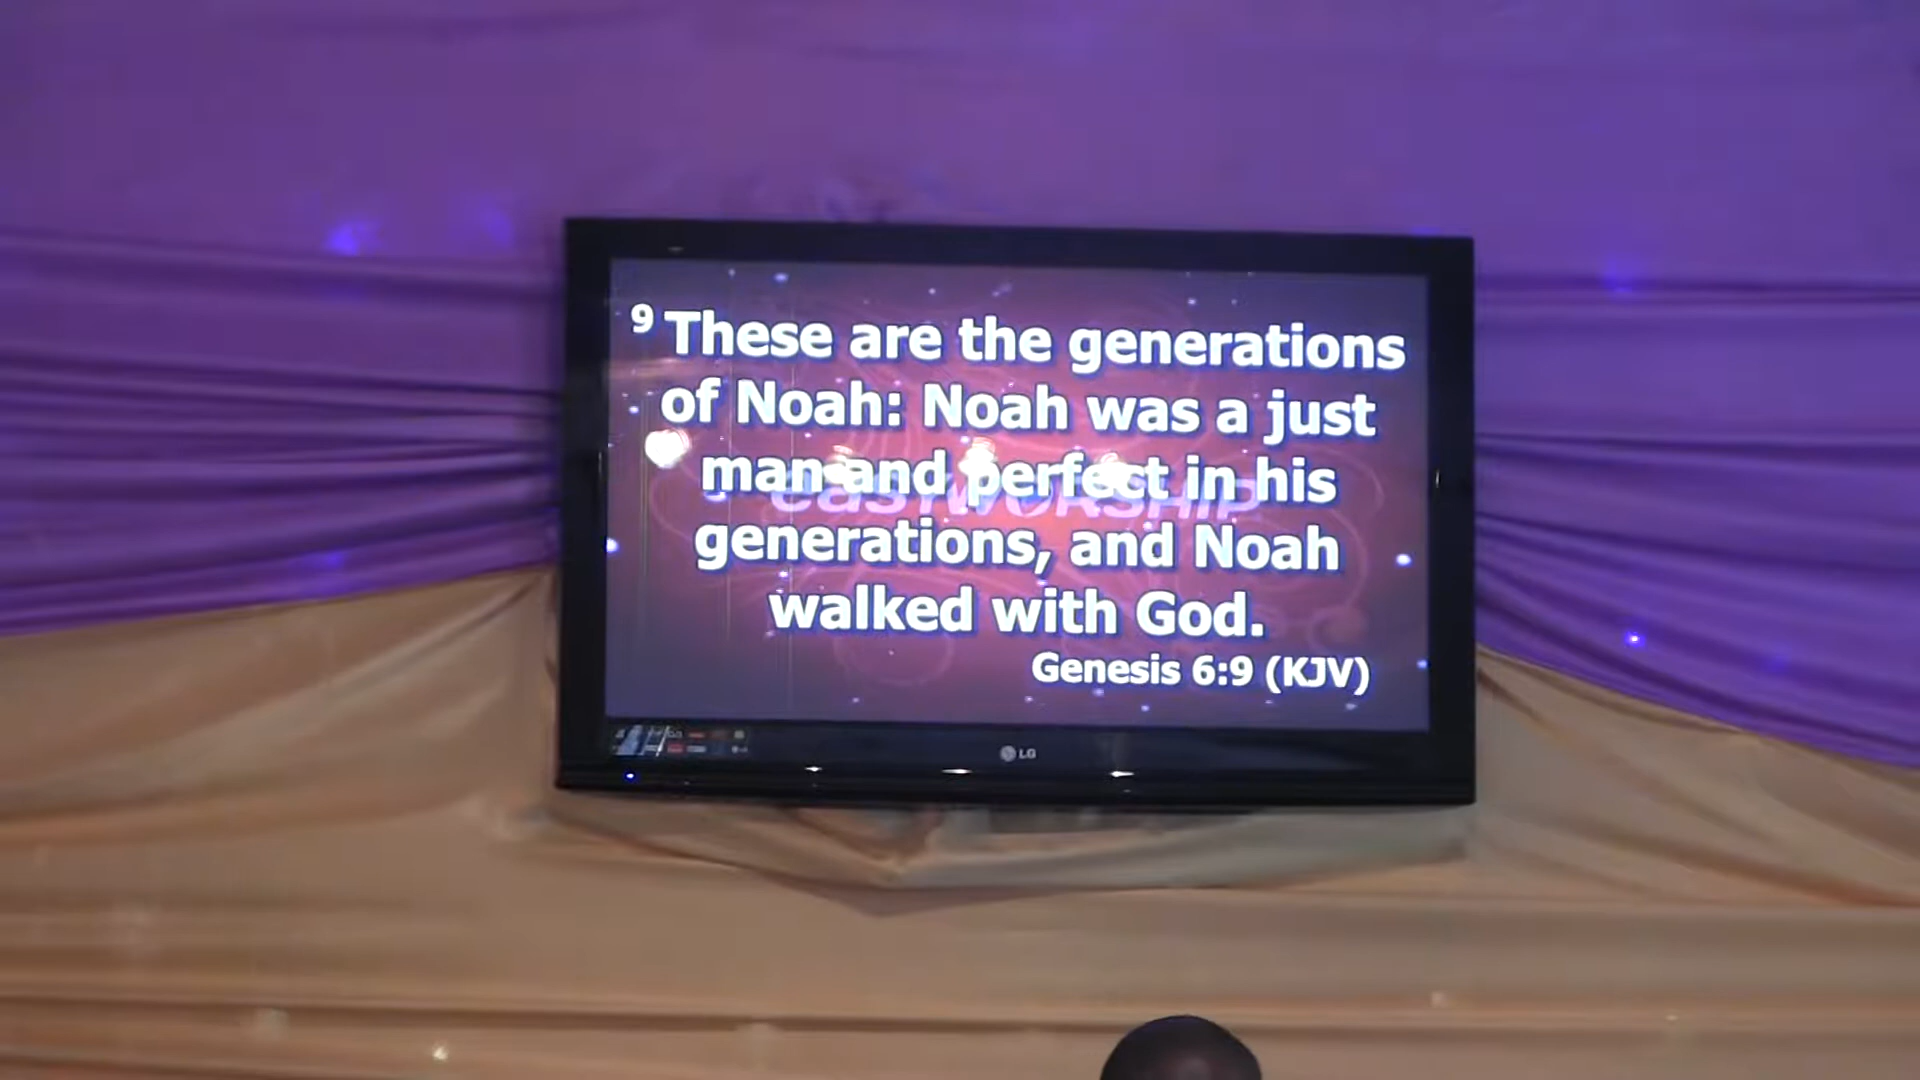 9 These are the generations
of Noah: Noah was a just
man and perfect in his
generations, and Noah
walked with God.
Genesis 6:9 (KJV)
easyWORSHIP
LG